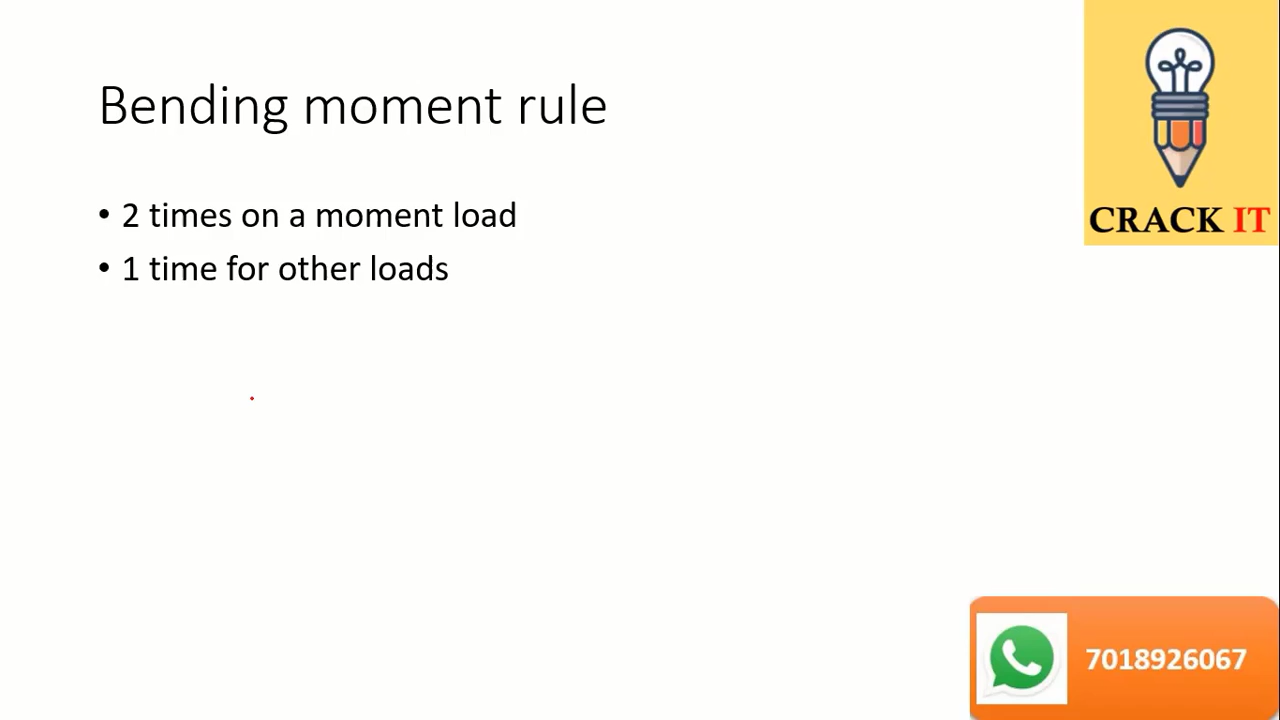 Bending moment rule
• 2 times on a moment load
• 1 time for other loads
CRACK IT
7018926067